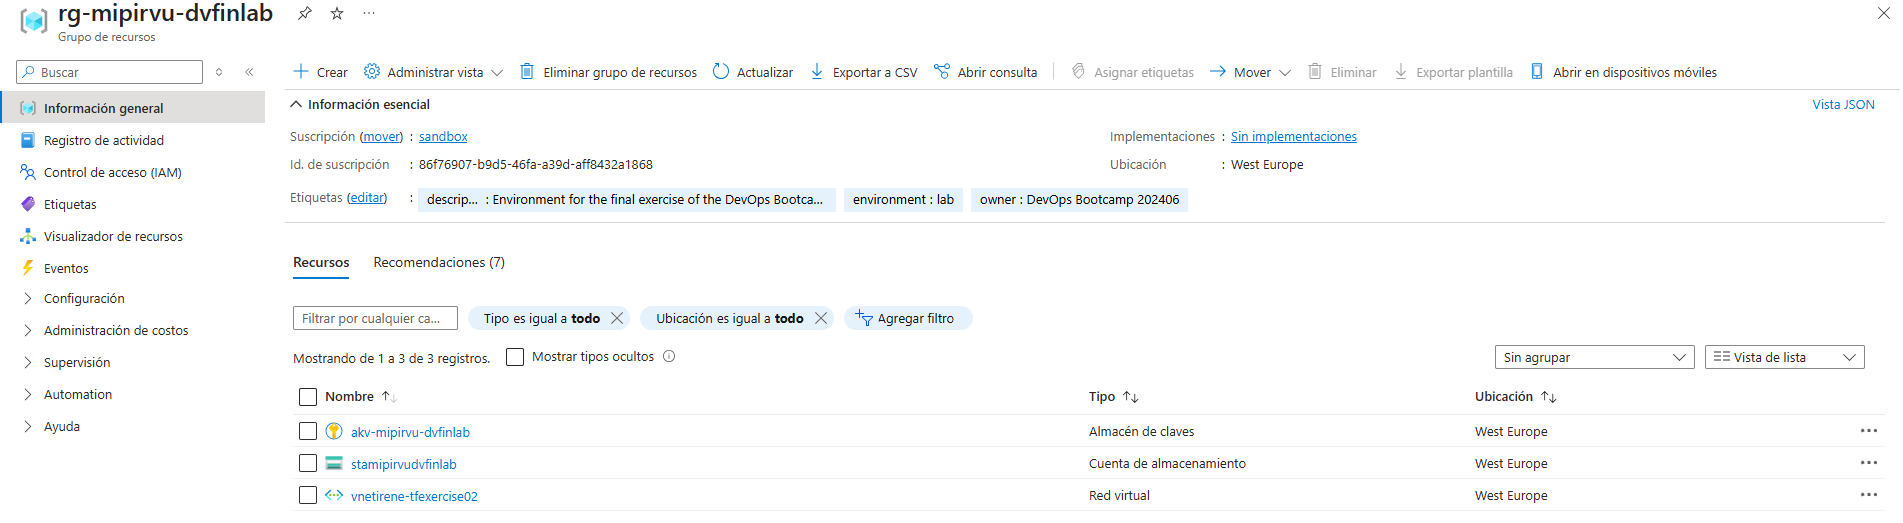 rg-mipirvu-dvfinlab
Grupo de recursos
Buscar
Información general
Registro de actividad
Control de acceso (IAM)
Etiquetas
Visualizador de recursos
Eventos
Configuración
Administración de costos
Supervisión
Automation
Ayuda
Crear Administrar vista Eliminar grupo de recursos Actualizar Exportar a CSV Abrir consulta Asignar etiquetas Mover Eliminar Exportar plantilla Abrir en dispositivos móviles
Información esencial Vista JSON
Suscripción (mover) : sandbox Implementaciones : Sin implementaciones
Id. de suscripción : 86f76907-b9d5-46fa-a39d-aff8432a1868 Ubicación : West Europe
Etiquetas (editar) : descrip... : Environment for the final exercise of the DevOps Bootca... environment : lab owner : DevOps Bootcamp 202406
Recursos Recomendaciones (7)
Filtrar por cualquier ca... Tipo es igual a todo Ubicación es igual a todo Agregar filtro
Mostrando de 1 a 3 de 3 registros. Mostrar tipos ocultos Sin agrupar Vista de lista
Nombre Tipo Ubicación
akv-mipirvu-dvfinlab Almacén de claves West Europe
stamipirvudvfinlab Cuenta de almacenamiento West Europe
vnetirene-tfexercise02 Red virtual West Europe